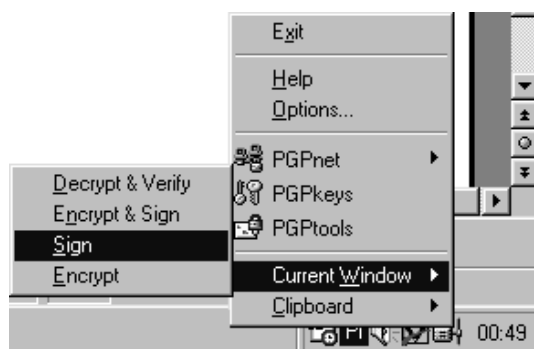 Exit
Help
Options...
PGPnet
PGPkeys
PGPtools
Current Window
Clipboard
Decrypt & Verify
Encrypt & Sign
Sign
Encrypt
00:49